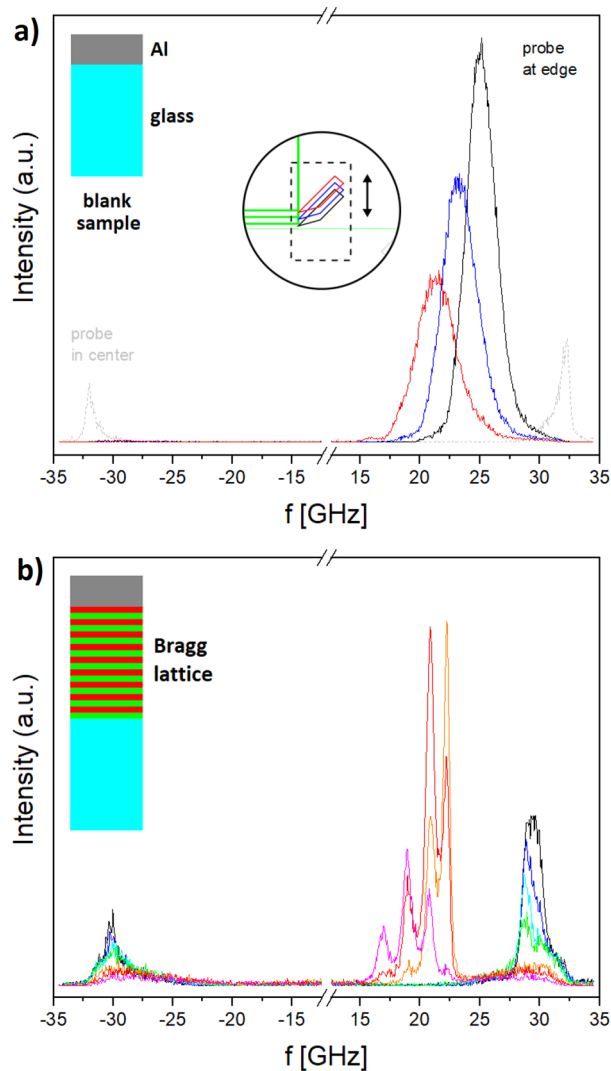 a)
Al
glass
blank
sample
probe
at edge
probe
in center
Intensity (a.u.)
//
//
-35 -30 -25 -20 -15 15 20 25 30 35
f [GHz]
b)
Bragg
lattice
Intensity (a.u.)
//
//
-35 -30 -25 -20 -15 15 20 25 30 35
f [GHz]